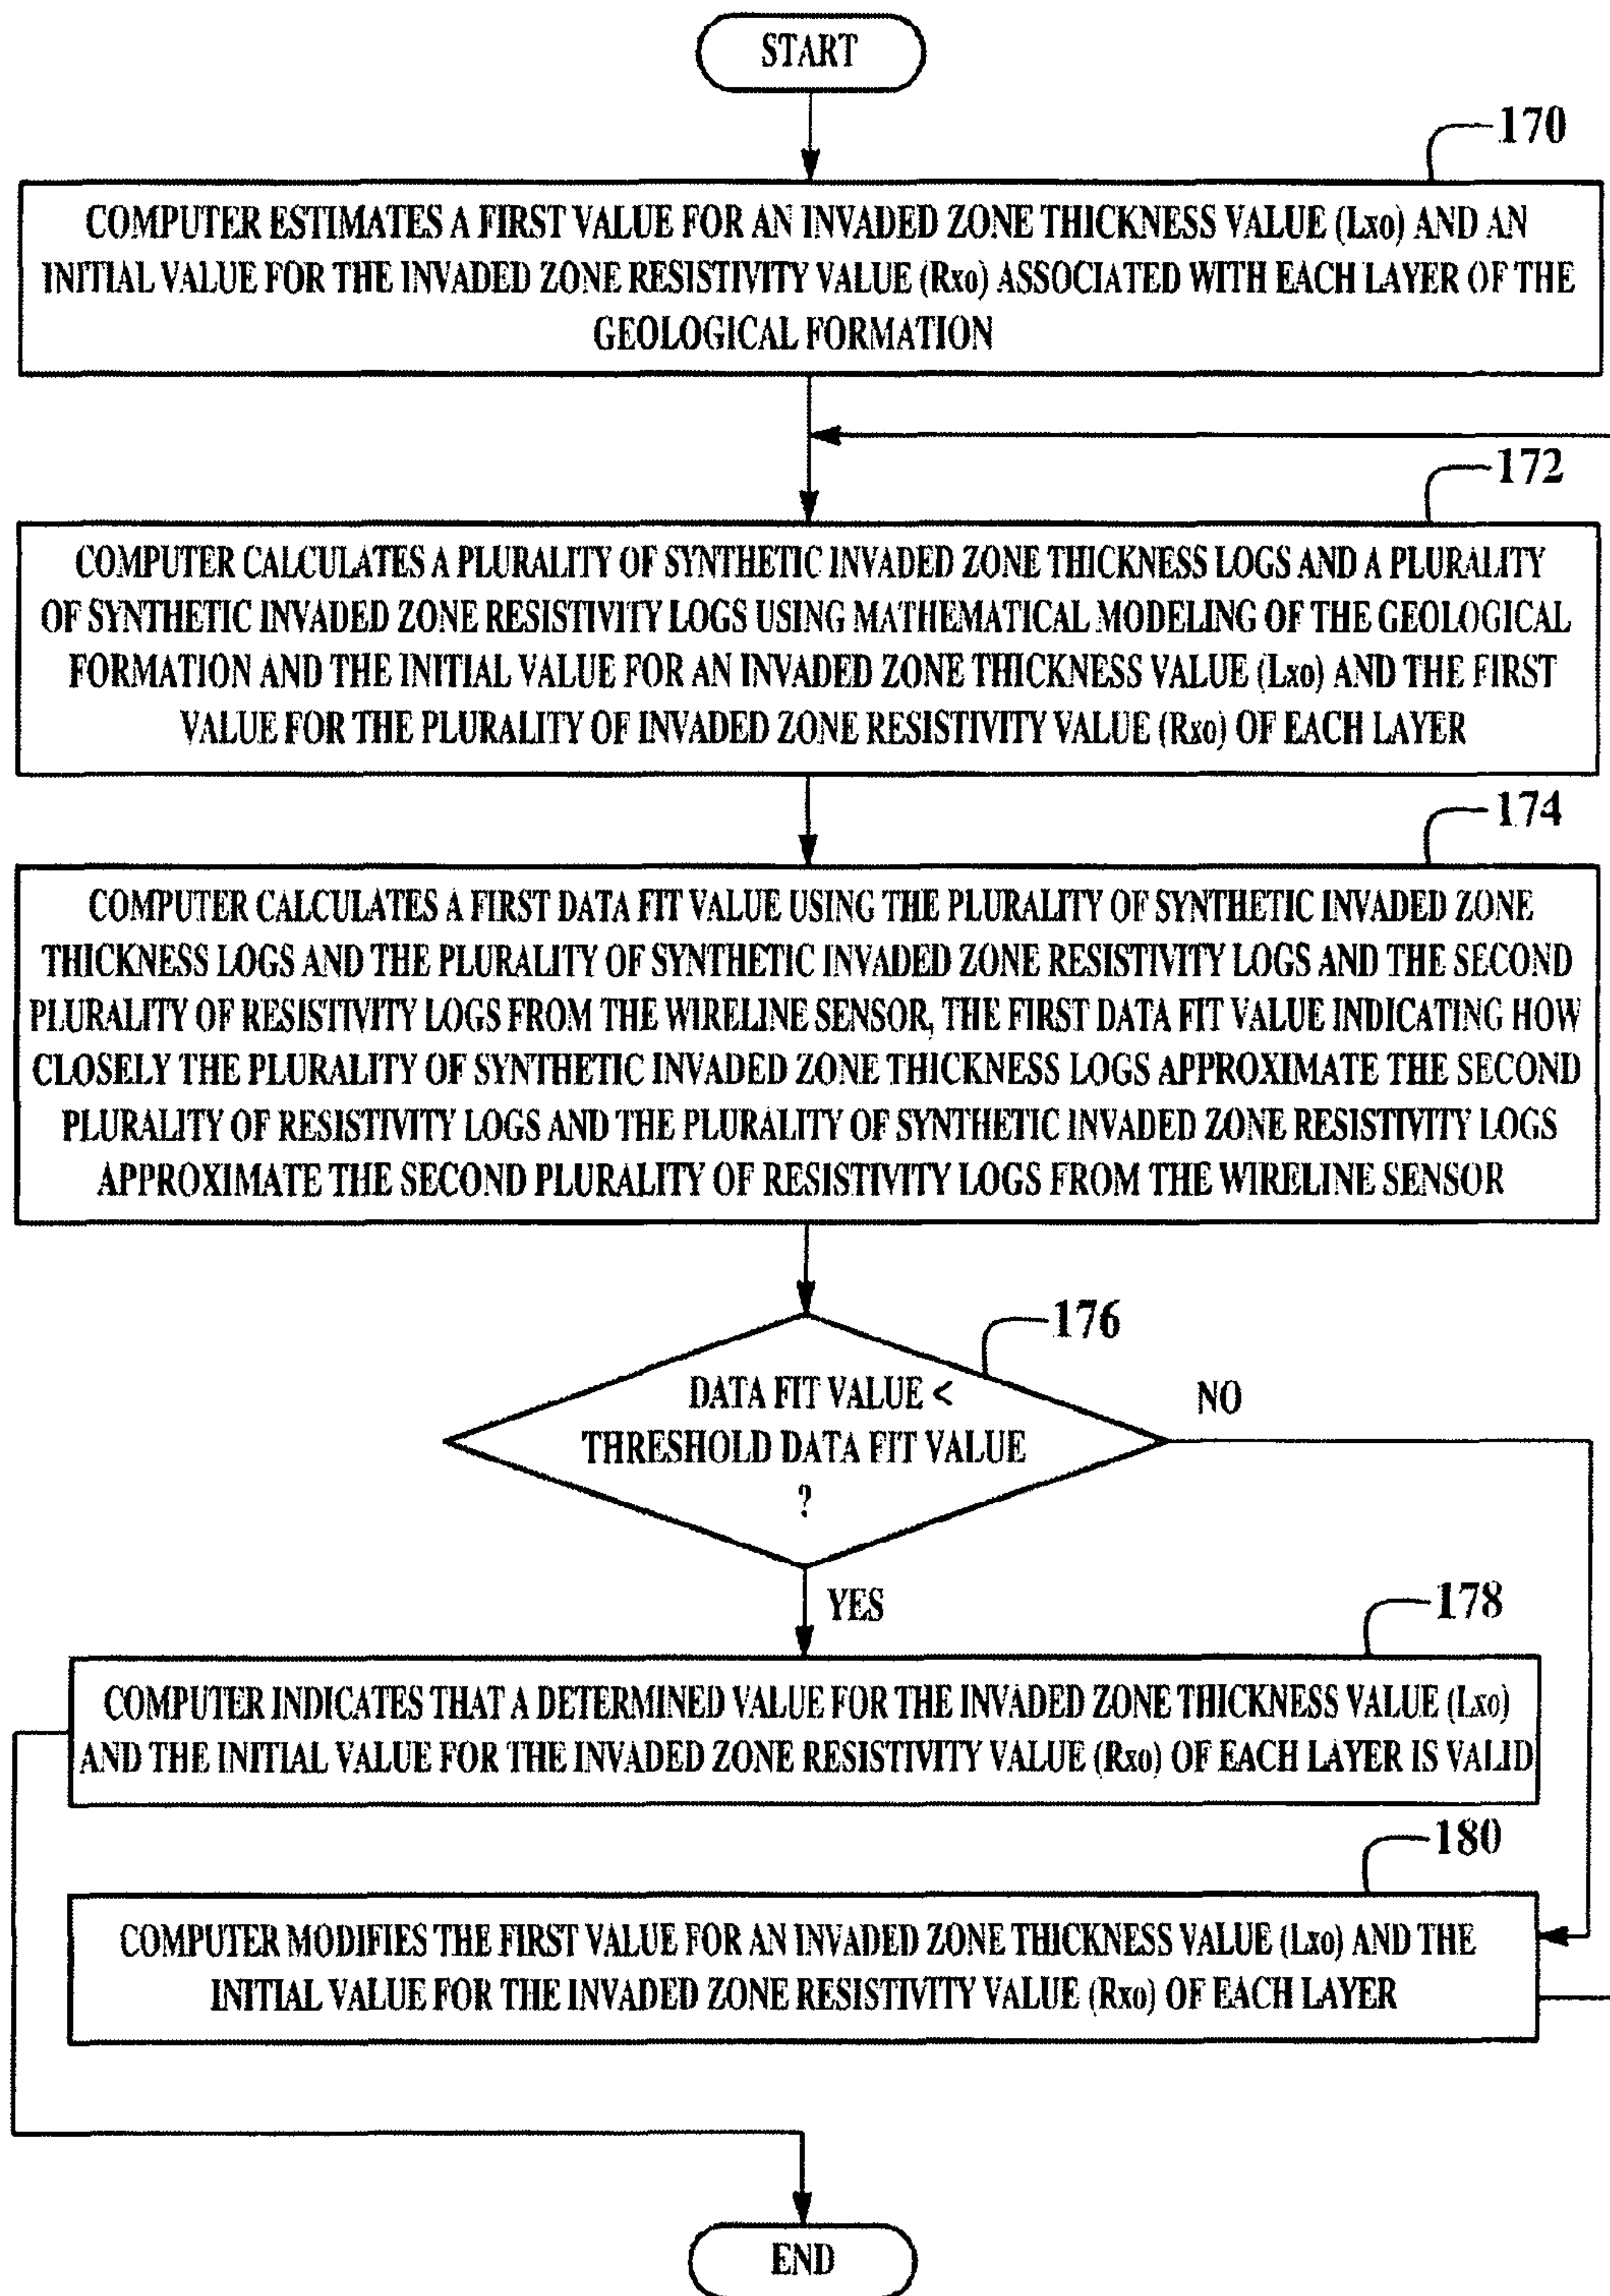 START
170
COMPUTER ESTIMATES A FIRST VALUE FOR AN INVADED ZONE THICKNESS VALUE (Lxo) AND AN
INITIAL VALUE FOR THE INVADED ZONE RESISTIVITY VALUE (Rxo) ASSOCIATED WITH EACH LAYER OF THE
GEOLOGICAL FORMATION
172
COMPUTER CALCULATES A PLURALITY OF SYNTHETIC INVADED ZONE THICKNESS LOGS AND A PLURALITY
OF SYNTHETIC INVADED ZONE RESISTIVITY LOGS USING MATHEMATICAL MODELING OF THE GEOLOGICAL
FORMATION AND THE INITIAL VALUE FOR AN INVADED ZONE THICKNESS VALUE (Lxo) AND THE FIRST
VALUE FOR THE PLURALITY OF INVADED ZONE RESISTIVITY VALUE (Rxo) OF EACH LAYER
174
COMPUTER CALCULATES A FIRST DATA FIT VALUE USING THE PLURALITY OF SYNTHETIC INVADED ZONE
THICKNESS LOGS AND THE PLURALITY OF SYNTHETIC INVADED ZONE RESISTIVITY LOGS AND THE SECOND
PLURALITY OF RESISTIVITY LOGS FROM THE WIRELINE SENSOR, THE FIRST DATA FIT VALUE INDICATING HOW
CLOSELY THE PLURALITY OF SYNTHETIC INVADED ZONE THICKNESS LOGS APPROXIMATE THE SECOND
PLURALITY OF RESISTIVITY LOGS AND THE PLURALITY OF SYNTHETIC INVADED ZONE RESISTIVITY LOGS
APPROXIMATE THE SECOND PLURALITY OF RESISTIVITY LOGS FROM THE WIRELINE SENSOR
176
DATA FIT VALUE <
THRESHOLD DATA FIT VALUE
?
NO
YES
178
COMPUTER INDICATES THAT A DETERMINED VALUE FOR THE INVADED ZONE THICKNESS VALUE (Lxo)
AND THE INITIAL VALUE FOR THE INVADED ZONE RESISTIVITY VALUE (Rxo) OF EACH LAYER IS VALID
180
COMPUTER MODIFIES THE FIRST VALUE FOR AN INVADED ZONE THICKNESS VALUE (Lxo) AND THE
INITIAL VALUE FOR THE INVADED ZONE RESISTIVITY VALUE (Rxo) OF EACH LAYER
END